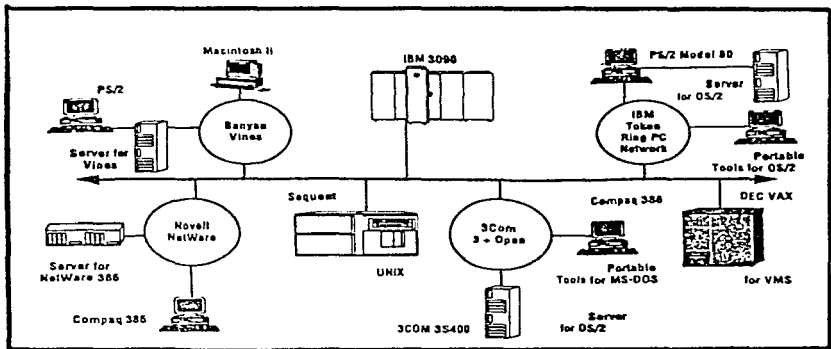 Macintosh II
IBM 3090
PS/2 Model 80
PS/2
Server
for OS/2
Banyan
Vines
IBM
Token
Ring PC
Network
Server for
Vines
Portable
Tools for OS/2
Sequent
Compaq 386
DEC VAX
Novell
NetWare
3Com
3 + Open
Server for
NetWare 386
UNIX
Portable
Tools for MS-DOS
for VMS
Compaq 386
3COM 3S400
Server
for OS/2